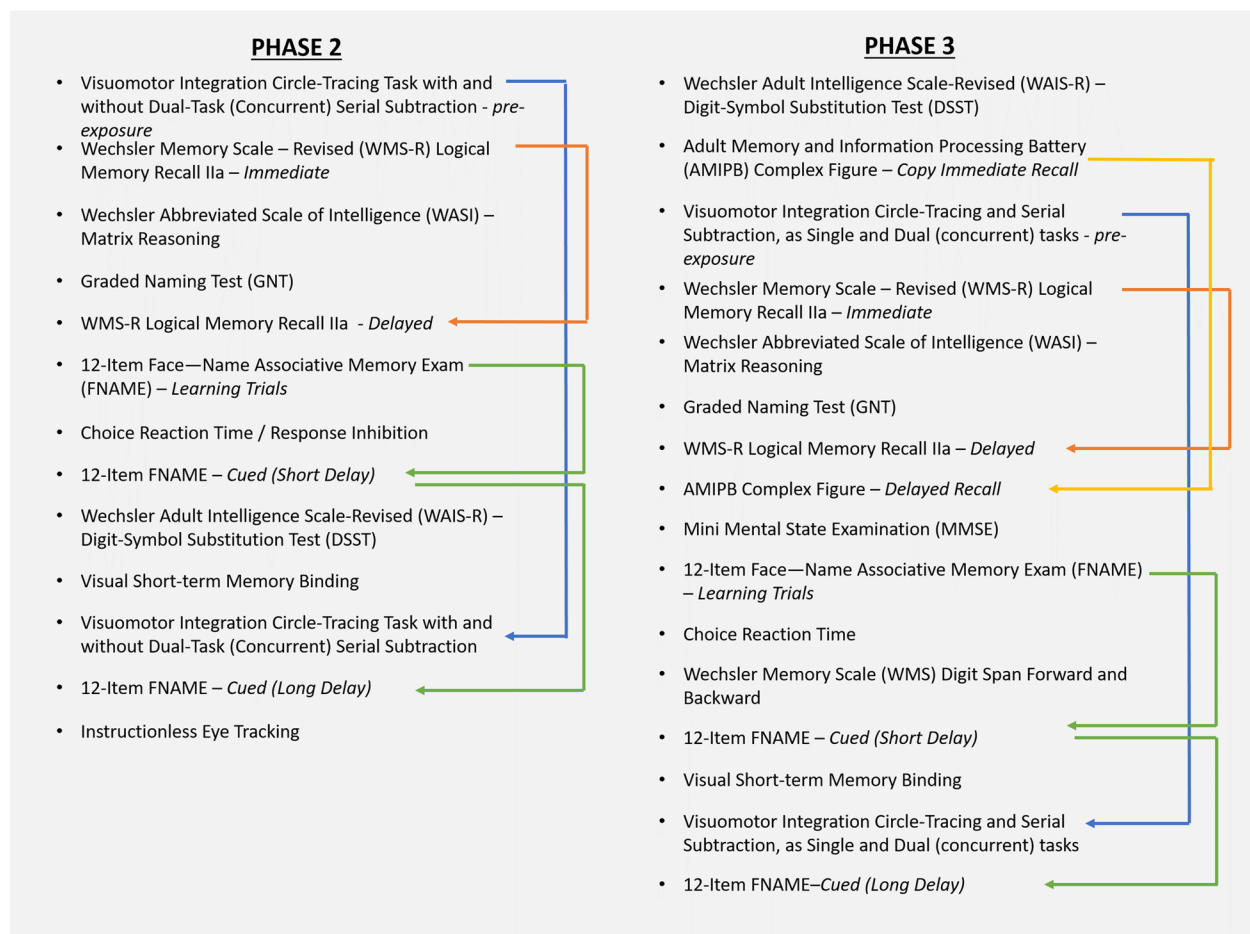 PHASE 2
• Visuomotor Integration Circle-Tracing Task with and
without Dual-Task (Concurrent) Serial Subtraction - pre-
exposure
• Wechsler Memory Scale – Revised (WMS-R) Logical
Memory Recall IIa – Immediate
• Wechsler Abbreviated Scale of Intelligence (WASI) –
Matrix Reasoning
• Graded Naming Test (GNT)
• WMS-R Logical Memory Recall IIa - Delayed
• 12-Item Face—Name Associative Memory Exam
(FNAME) – Learning Trials
• Choice Reaction Time / Response Inhibition
• 12-Item FNAME – Cued (Short Delay)
• Wechsler Adult Intelligence Scale-Revised (WAIS-R) –
Digit-Symbol Substitution Test (DSST)
• Visual Short-term Memory Binding
• Visuomotor Integration Circle-Tracing Task with and
without Dual-Task (Concurrent) Serial Subtraction
• 12-Item FNAME – Cued (Long Delay)
• Instructionless Eye Tracking
PHASE 3
• Wechsler Adult Intelligence Scale-Revised (WAIS-R) –
Digit-Symbol Substitution Test (DSST)
• Adult Memory and Information Processing Battery
(AMIPB) Complex Figure – Copy Immediate Recall
• Visuomotor Integration Circle-Tracing and Serial
Subtraction, as Single and Dual (concurrent) tasks - pre-
exposure
• Wechsler Memory Scale – Revised (WMS-R) Logical
Memory Recall IIa – Immediate
• Wechsler Abbreviated Scale of Intelligence (WASI) –
Matrix Reasoning
• Graded Naming Test (GNT)
• WMS-R Logical Memory Recall IIa – Delayed
• AMIPB Complex Figure – Delayed Recall
• Mini Mental State Examination (MMSE)
• 12-Item Face—Name Associative Memory Exam (FNAME)
– Learning Trials
• Choice Reaction Time
• Wechsler Memory Scale (WMS) Digit Span Forward and
Backward
• 12-Item FNAME – Cued (Short Delay)
• Visual Short-term Memory Binding
• Visuomotor Integration Circle-Tracing and Serial
Subtraction, as Single and Dual (concurrent) tasks
• 12-Item FNAME–Cued (Long Delay)